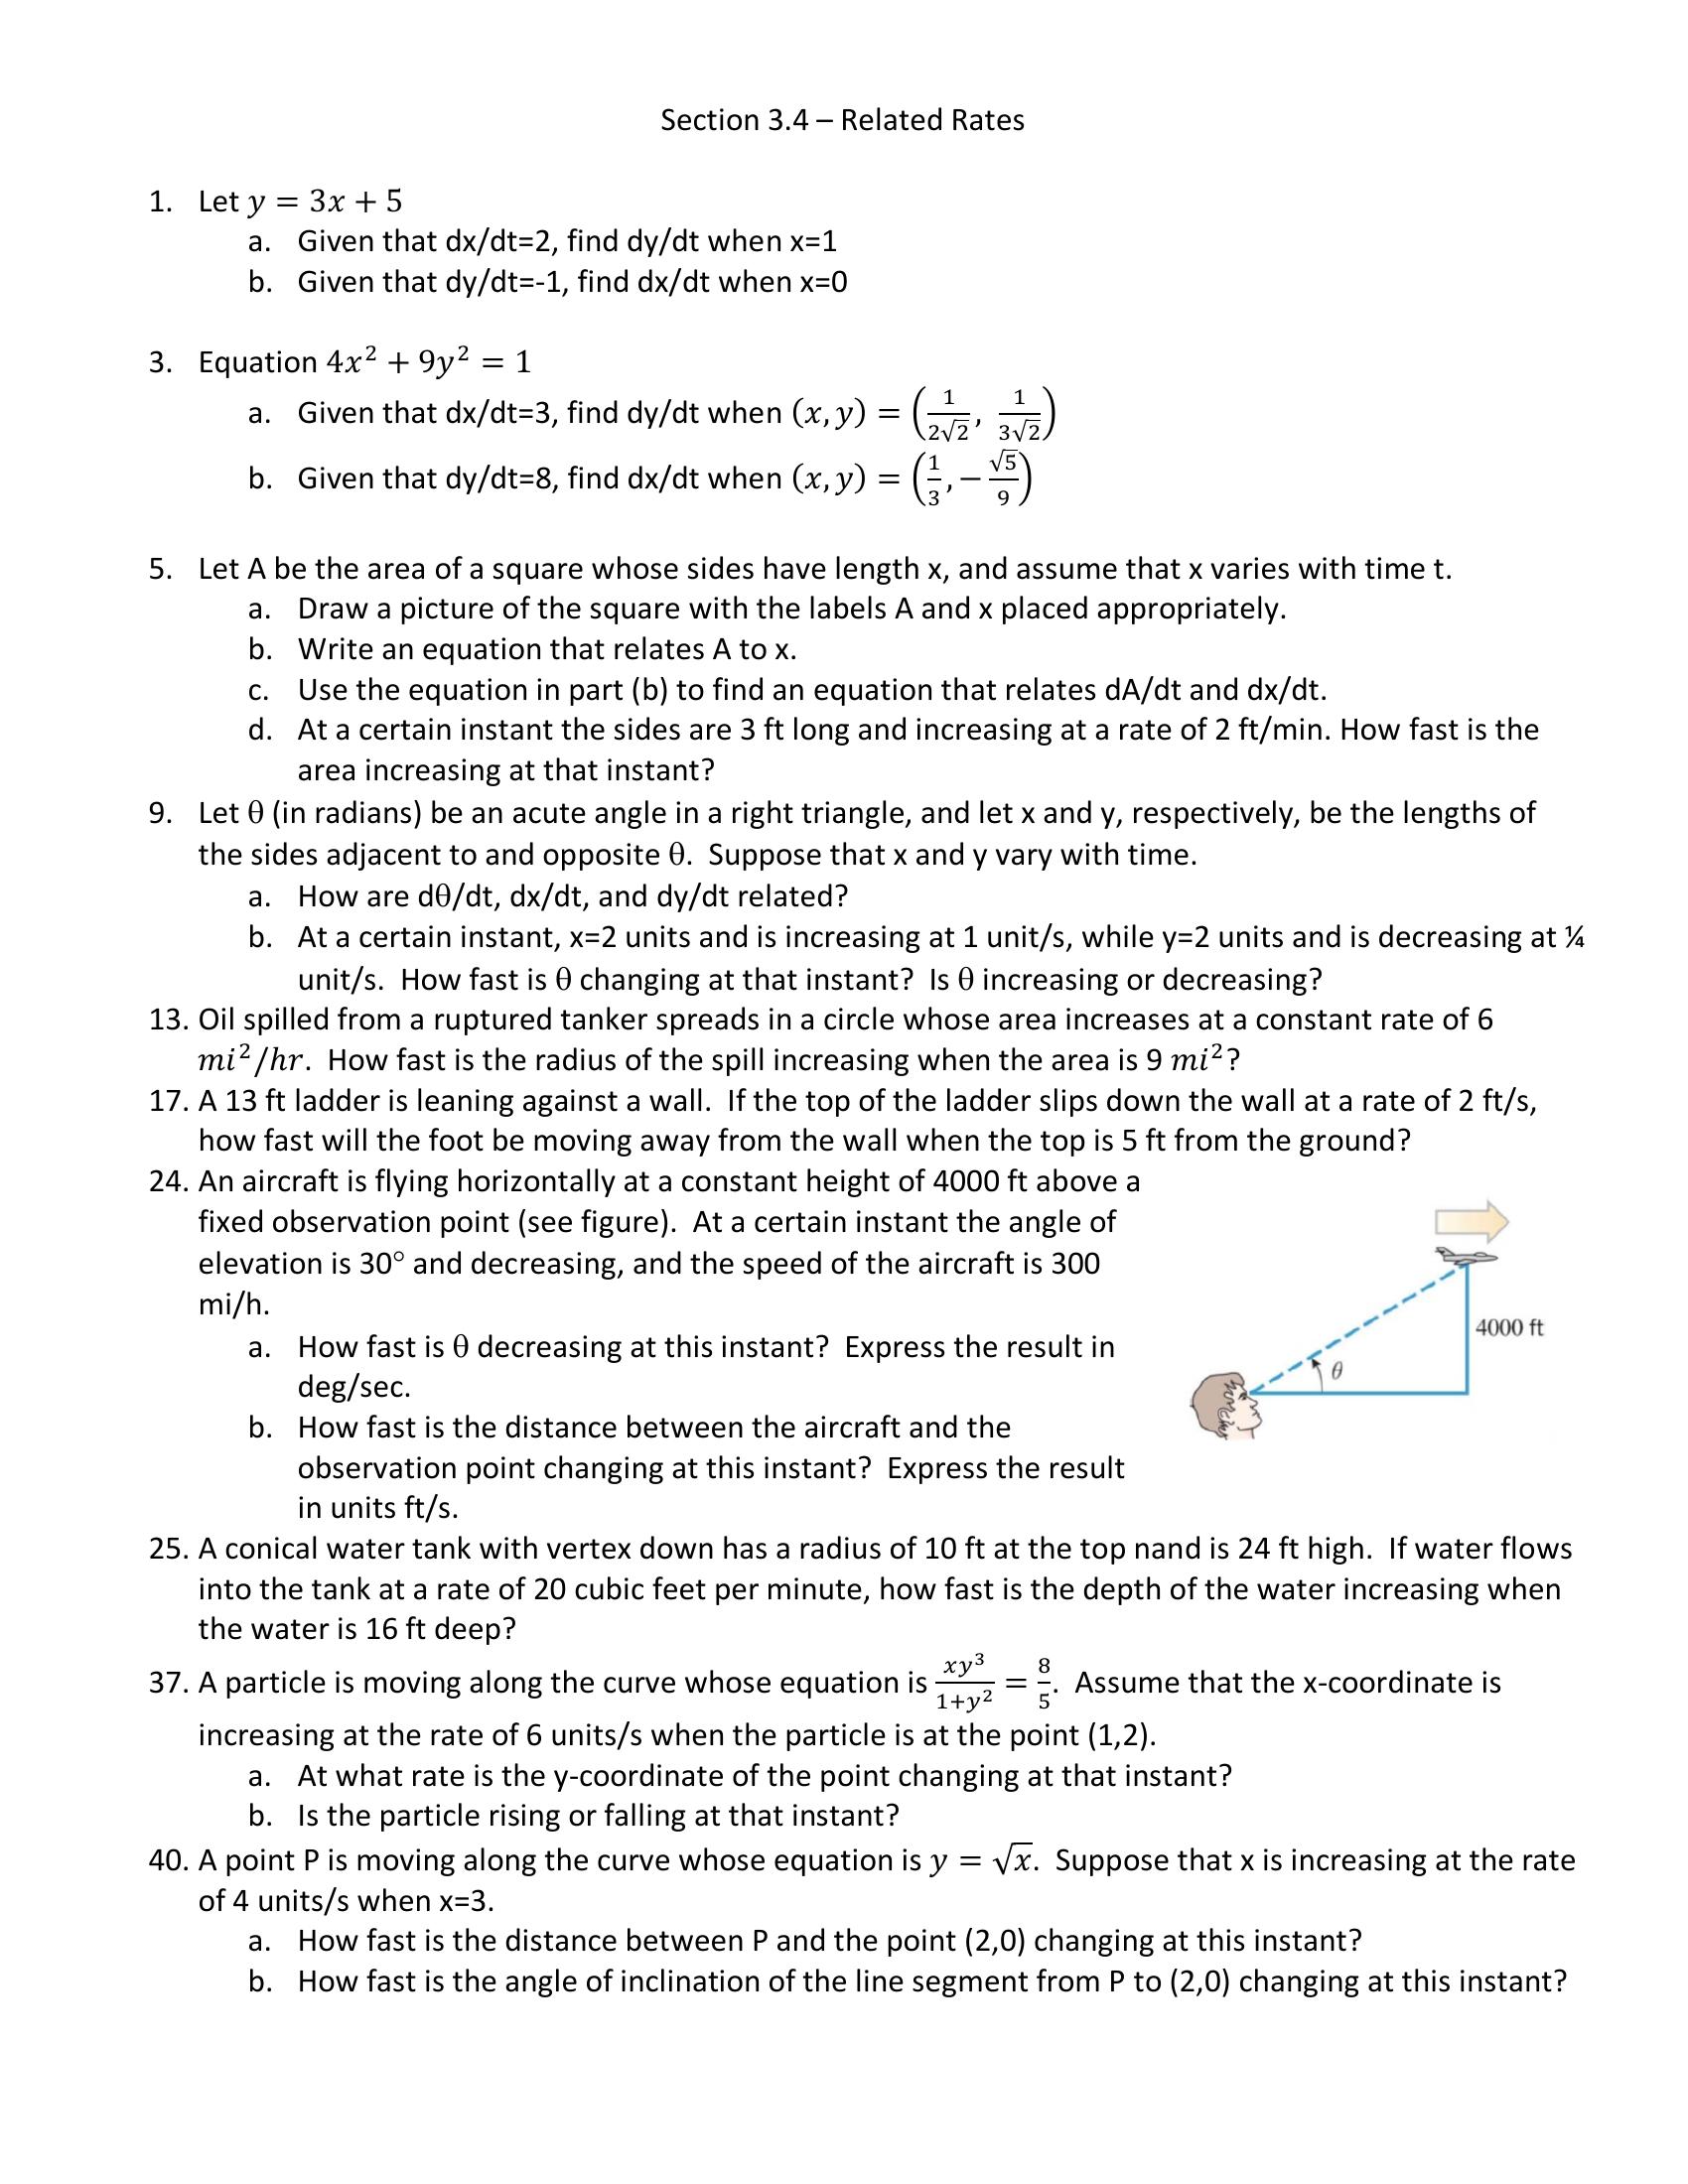 Section 3.4 – Related Rates
1. Let y = 3x + 5
a. Given that dx/dt=2, find dy/dt when x=1
b. Given that dy/dt=-1, find dx/dt when x=0
3. Equation 4x² + 9y² = 1
a. Given that dx/dt=3, find dy/dt when (x, y) = (1/(2√2), 1/(3√2))
b. Given that dy/dt=8, find dx/dt when (x, y) = (1/3, −√5/9)
5. Let A be the area of a square whose sides have length x, and assume that x varies with time t.
a. Draw a picture of the square with the labels A and x placed appropriately.
b. Write an equation that relates A to x.
c. Use the equation in part (b) to find an equation that relates dA/dt and dx/dt.
d. At a certain instant the sides are 3 ft long and increasing at a rate of 2 ft/min. How fast is the
area increasing at that instant?
9. Let θ (in radians) be an acute angle in a right triangle, and let x and y, respectively, be the lengths of
the sides adjacent to and opposite θ. Suppose that x and y vary with time.
a. How are dθ/dt, dx/dt, and dy/dt related?
b. At a certain instant, x=2 units and is increasing at 1 unit/s, while y=2 units and is decreasing at ¼
unit/s. How fast is θ changing at that instant? Is θ increasing or decreasing?
13. Oil spilled from a ruptured tanker spreads in a circle whose area increases at a constant rate of 6
mi²/hr. How fast is the radius of the spill increasing when the area is 9 mi²?
17. A 13 ft ladder is leaning against a wall. If the top of the ladder slips down the wall at a rate of 2 ft/s,
how fast will the foot be moving away from the wall when the top is 5 ft from the ground?
24. An aircraft is flying horizontally at a constant height of 4000 ft above a
fixed observation point (see figure). At a certain instant the angle of
elevation is 30° and decreasing, and the speed of the aircraft is 300
mi/h.
a. How fast is θ decreasing at this instant? Express the result in
deg/sec.
b. How fast is the distance between the aircraft and the
observation point changing at this instant? Express the result
in units ft/s.
4000 ft
θ
25. A conical water tank with vertex down has a radius of 10 ft at the top nand is 24 ft high. If water flows
into the tank at a rate of 20 cubic feet per minute, how fast is the depth of the water increasing when
the water is 16 ft deep?
37. A particle is moving along the curve whose equation is xy³/(1+y²) = 8/5. Assume that the x-coordinate is
increasing at the rate of 6 units/s when the particle is at the point (1,2).
a. At what rate is the y-coordinate of the point changing at that instant?
b. Is the particle rising or falling at that instant?
40. A point P is moving along the curve whose equation is y = √x. Suppose that x is increasing at the rate
of 4 units/s when x=3.
a. How fast is the distance between P and the point (2,0) changing at this instant?
b. How fast is the angle of inclination of the line segment from P to (2,0) changing at this instant?